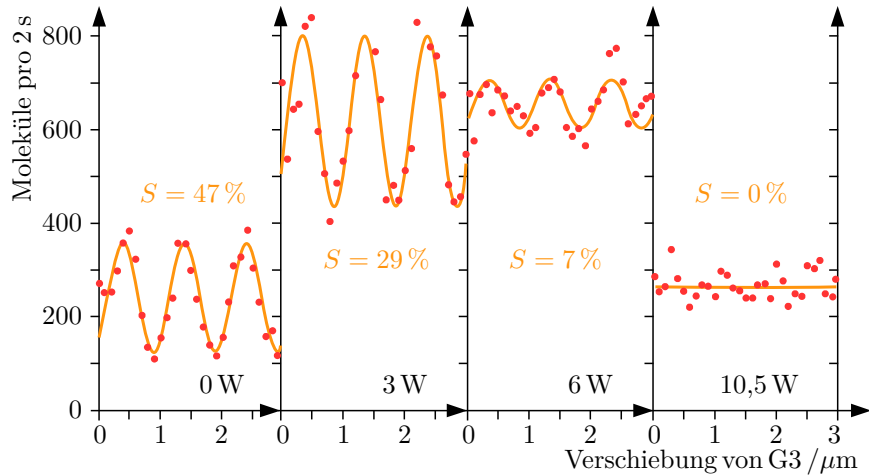 Moleküle pro 2 s
800
600
400
200
0
S = 47 %
S = 29 %
S = 7 %
S = 0 %
0 W
3 W
6 W
10,5 W
0 1 2 0 1 2 0 1 2 0 1 2 3
Verschiebung von G3 /μm